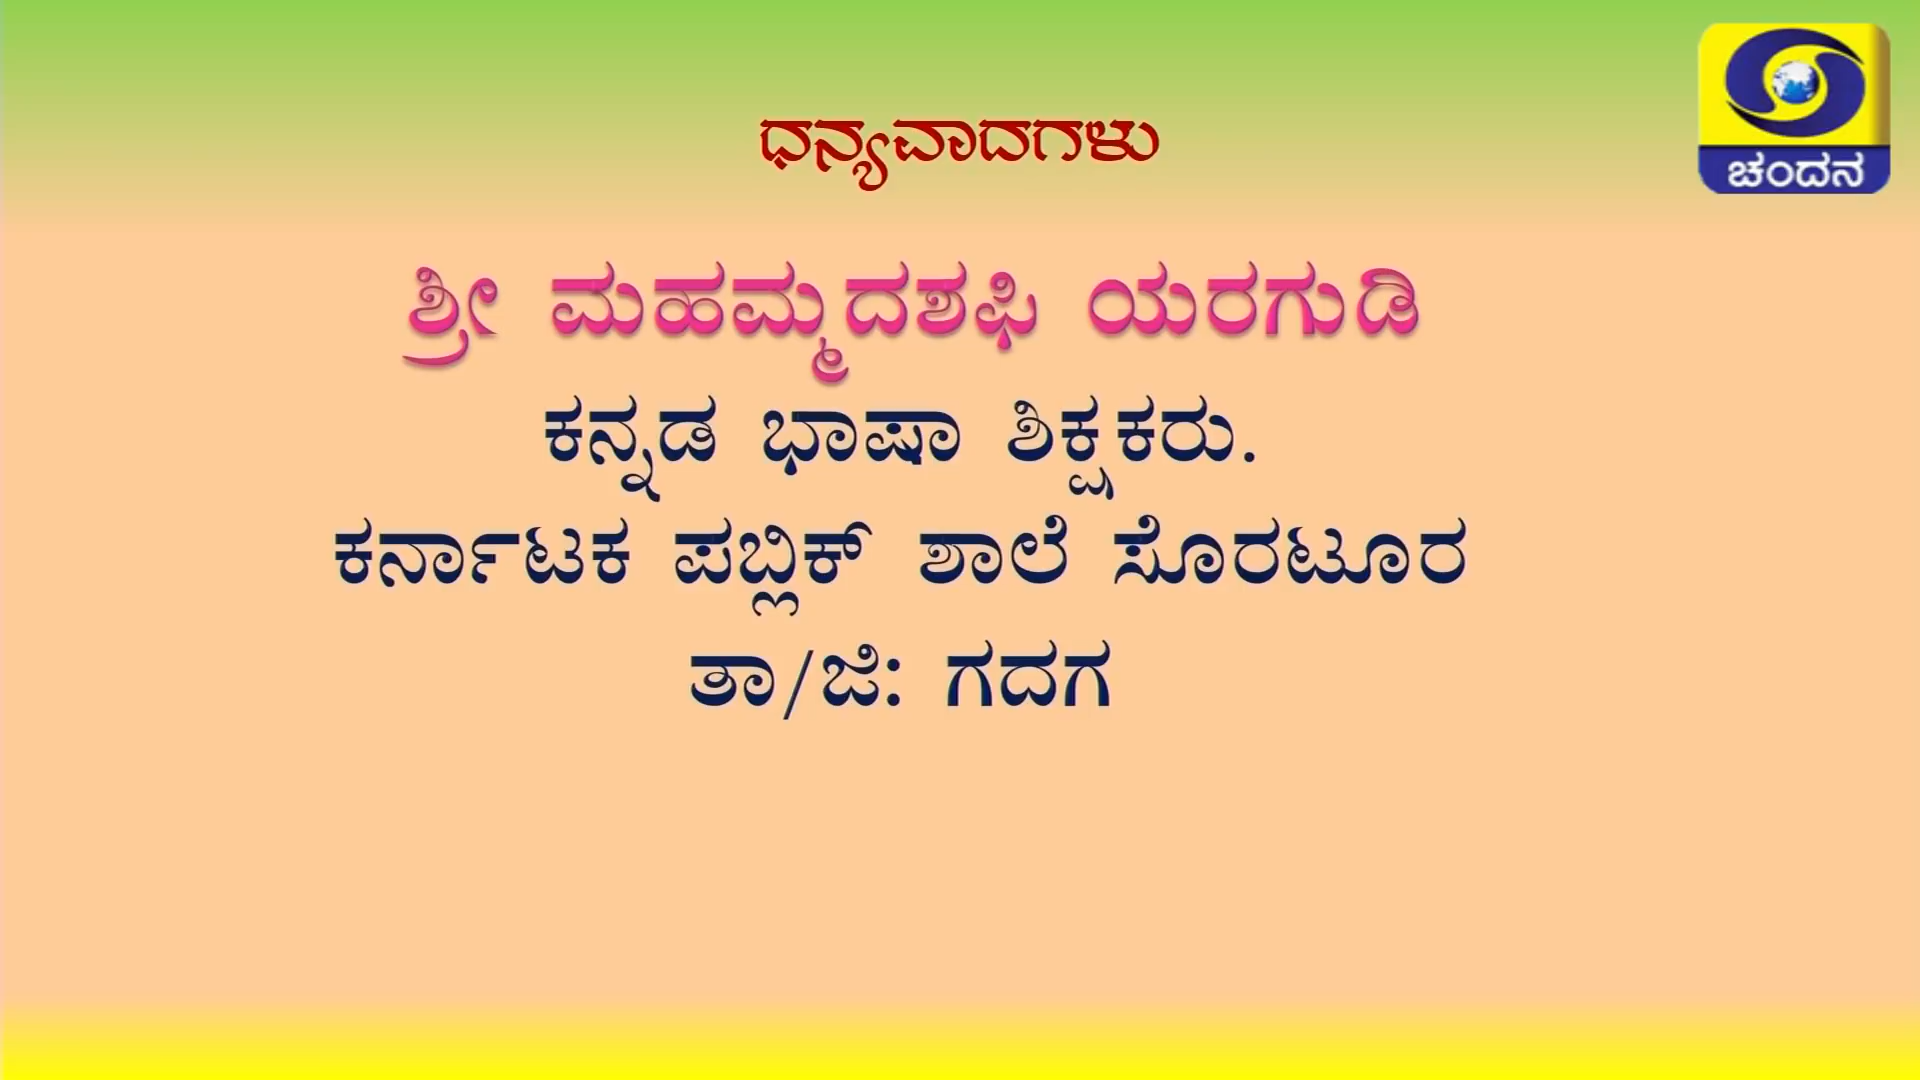 ಧನ್ಯವಾದಗಳು
ಚಂದನ
ಶ್ರೀ ಮಹಮ್ಮದಶಫಿ ಯರಗುಡಿ
ಕನ್ನಡ ಭಾಷಾ ಶಿಕ್ಷಕರು.
ಕರ್ನಾಟಕ ಪಬ್ಲಿಕ್ ಶಾಲೆ ಸೊರಟೂರ
ತಾ/ಜಿ: ಗದಗ